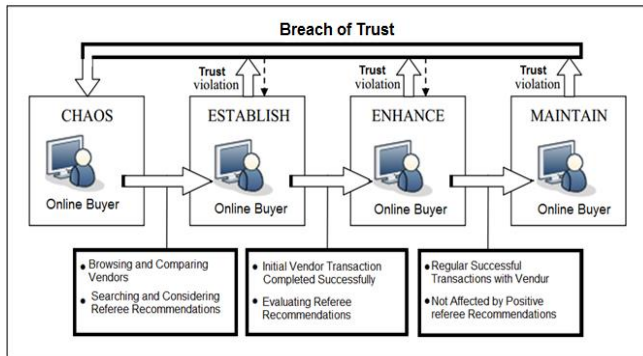 Breach of Trust
Trust
violation
Trust
violation
Trust
violation
CHAOS
ESTABLISH
ENHANCE
MAINTAIN
Online Buyer
Online Buyer
Online Buyer
Online Buyer
• Browsing and Comparing
Vendors
• Searching and Considering
Referee Recommendations
• Initial Vendor Transaction
Completed Successfully
• Evaluating Referee
Recommendations
• Regular Successful
Transactions with Vendur
• Not Affected by Positive
referee Recommendations